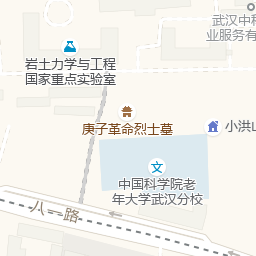 武汉中科
业服务有
岩土力学与工程
国家重点实验室
庚子革命烈士墓
小洪山
中国科学院老
年大学武汉分校
八一路